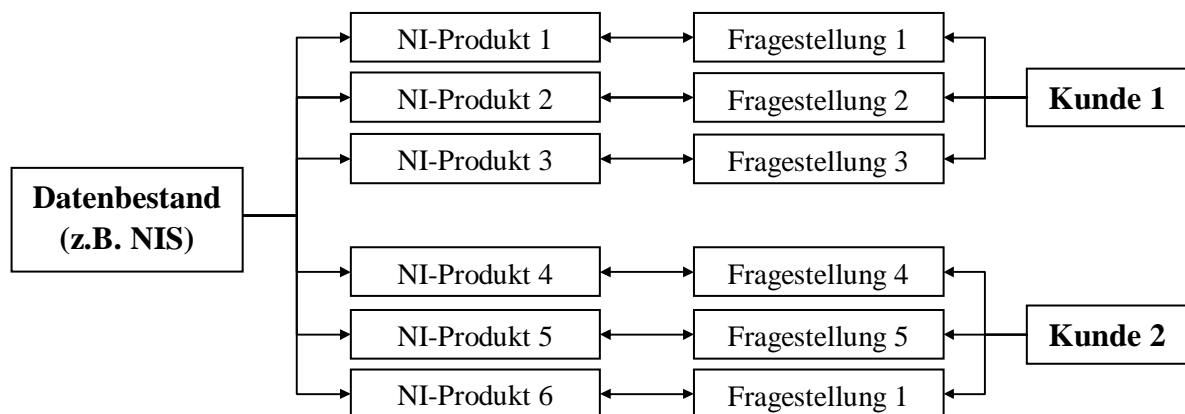 NI-Produkt 1
Fragestellung 1
NI-Produkt 2
Fragestellung 2
Kunde 1
NI-Produkt 3
Fragestellung 3
Datenbestand
(z.B. NIS)
NI-Produkt 4
Fragestellung 4
NI-Produkt 5
Fragestellung 5
Kunde 2
NI-Produkt 6
Fragestellung 1